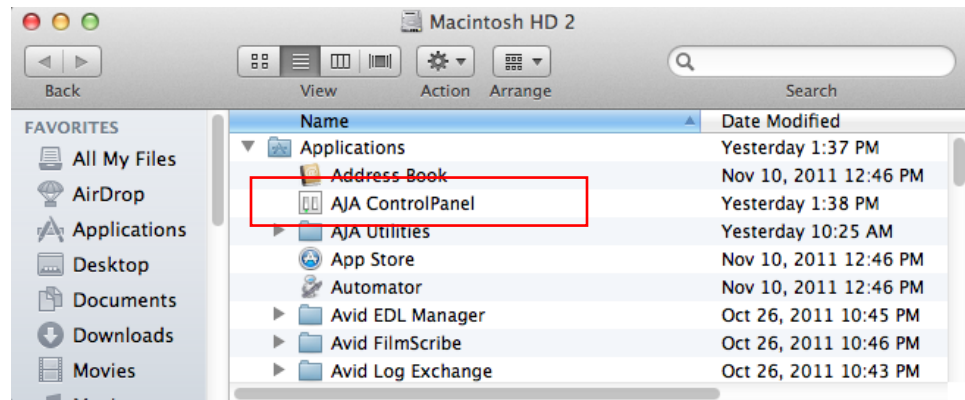 Macintosh HD 2
Back View Action Arrange Search
FAVORITES
All My Files
AirDrop
Applications
Desktop
Documents
Downloads
Movies
Name Date Modified
Applications Yesterday 1:37 PM
Address Book Nov 10, 2011 12:46 PM
AJA ControlPanel Yesterday 1:38 PM
AJA Utilities Yesterday 10:25 AM
App Store Nov 10, 2011 12:46 PM
Automator Nov 10, 2011 12:46 PM
Avid EDL Manager Oct 26, 2011 10:45 PM
Avid FilmScribe Oct 26, 2011 10:46 PM
Avid Log Exchange Oct 26, 2011 10:43 PM